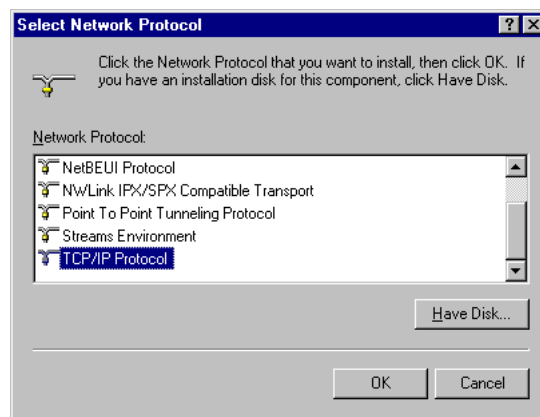 Select Network Protocol
Click the Network Protocol that you want to install, then click OK. If
you have an installation disk for this component, click Have Disk.
Network Protocol:
NetBEUI Protocol
NWLink IPX/SPX Compatible Transport
Point To Point Tunneling Protocol
Streams Environment
TCP/IP Protocol
Have Disk...
OK
Cancel